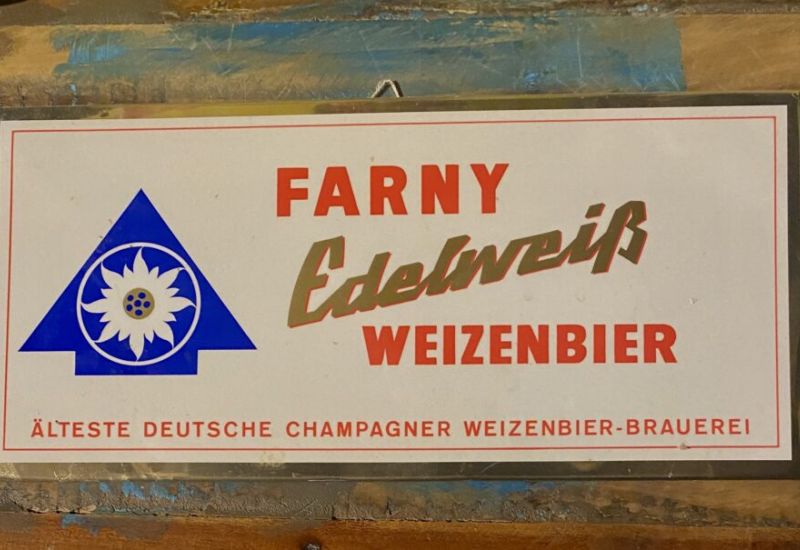 FARNY
Edelweiß
WEIZENBIER
ÄLTESTE DEUTSCHE CHAMPAGNER WEIZENBIER-BRAUEREI